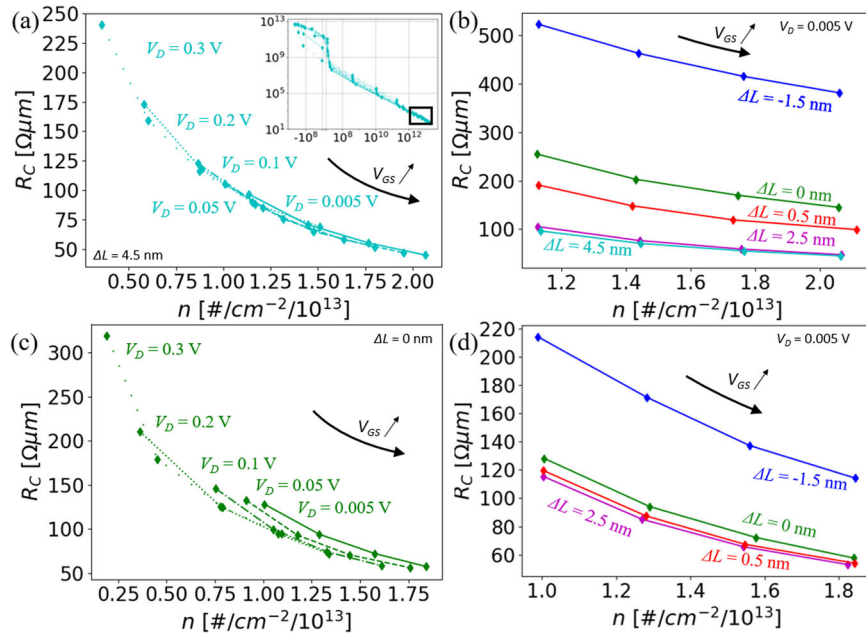 (a)
250
225
200
175
150
125
100
75
50
R_C [Ωμm]
V_D = 0.3 V
V_D = 0.2 V
V_D = 0.1 V
V_D = 0.05 V
V_D = 0.005 V
V_GS
ΔL = 4.5 nm
10^13
10^9
10^5
10^1
-10^8 10^8 10^10 10^12
0.50 0.75 1.00 1.25 1.50 1.75 2.00
n [#/cm^-2/10^13]
(b)
V_D = 0.005 V
V_GS
500
400
300
200
100
ΔL = -1.5 nm
ΔL = 0 nm
ΔL = 0.5 nm
ΔL = 2.5 nm
ΔL = 4.5 nm
1.2 1.4 1.6 1.8 2.0
n [#/cm^-2/10^13]
(c)
ΔL = 0 nm
300
250
200
150
100
50
R_C [Ωμm]
V_D = 0.3 V
V_D = 0.2 V
V_D = 0.1 V
V_D = 0.05 V
V_D = 0.005 V
V_GS
0.25 0.50 0.75 1.00 1.25 1.50 1.75
n [#/cm^-2/10^13]
(d)
V_D = 0.005 V
V_GS
220
200
180
160
140
120
100
80
60
R_C [Ωμm]
ΔL = -1.5 nm
ΔL = 0 nm
ΔL = 2.5 nm
ΔL = 0.5 nm
1.0 1.2 1.4 1.6 1.8
n [#/cm^-2/10^13]